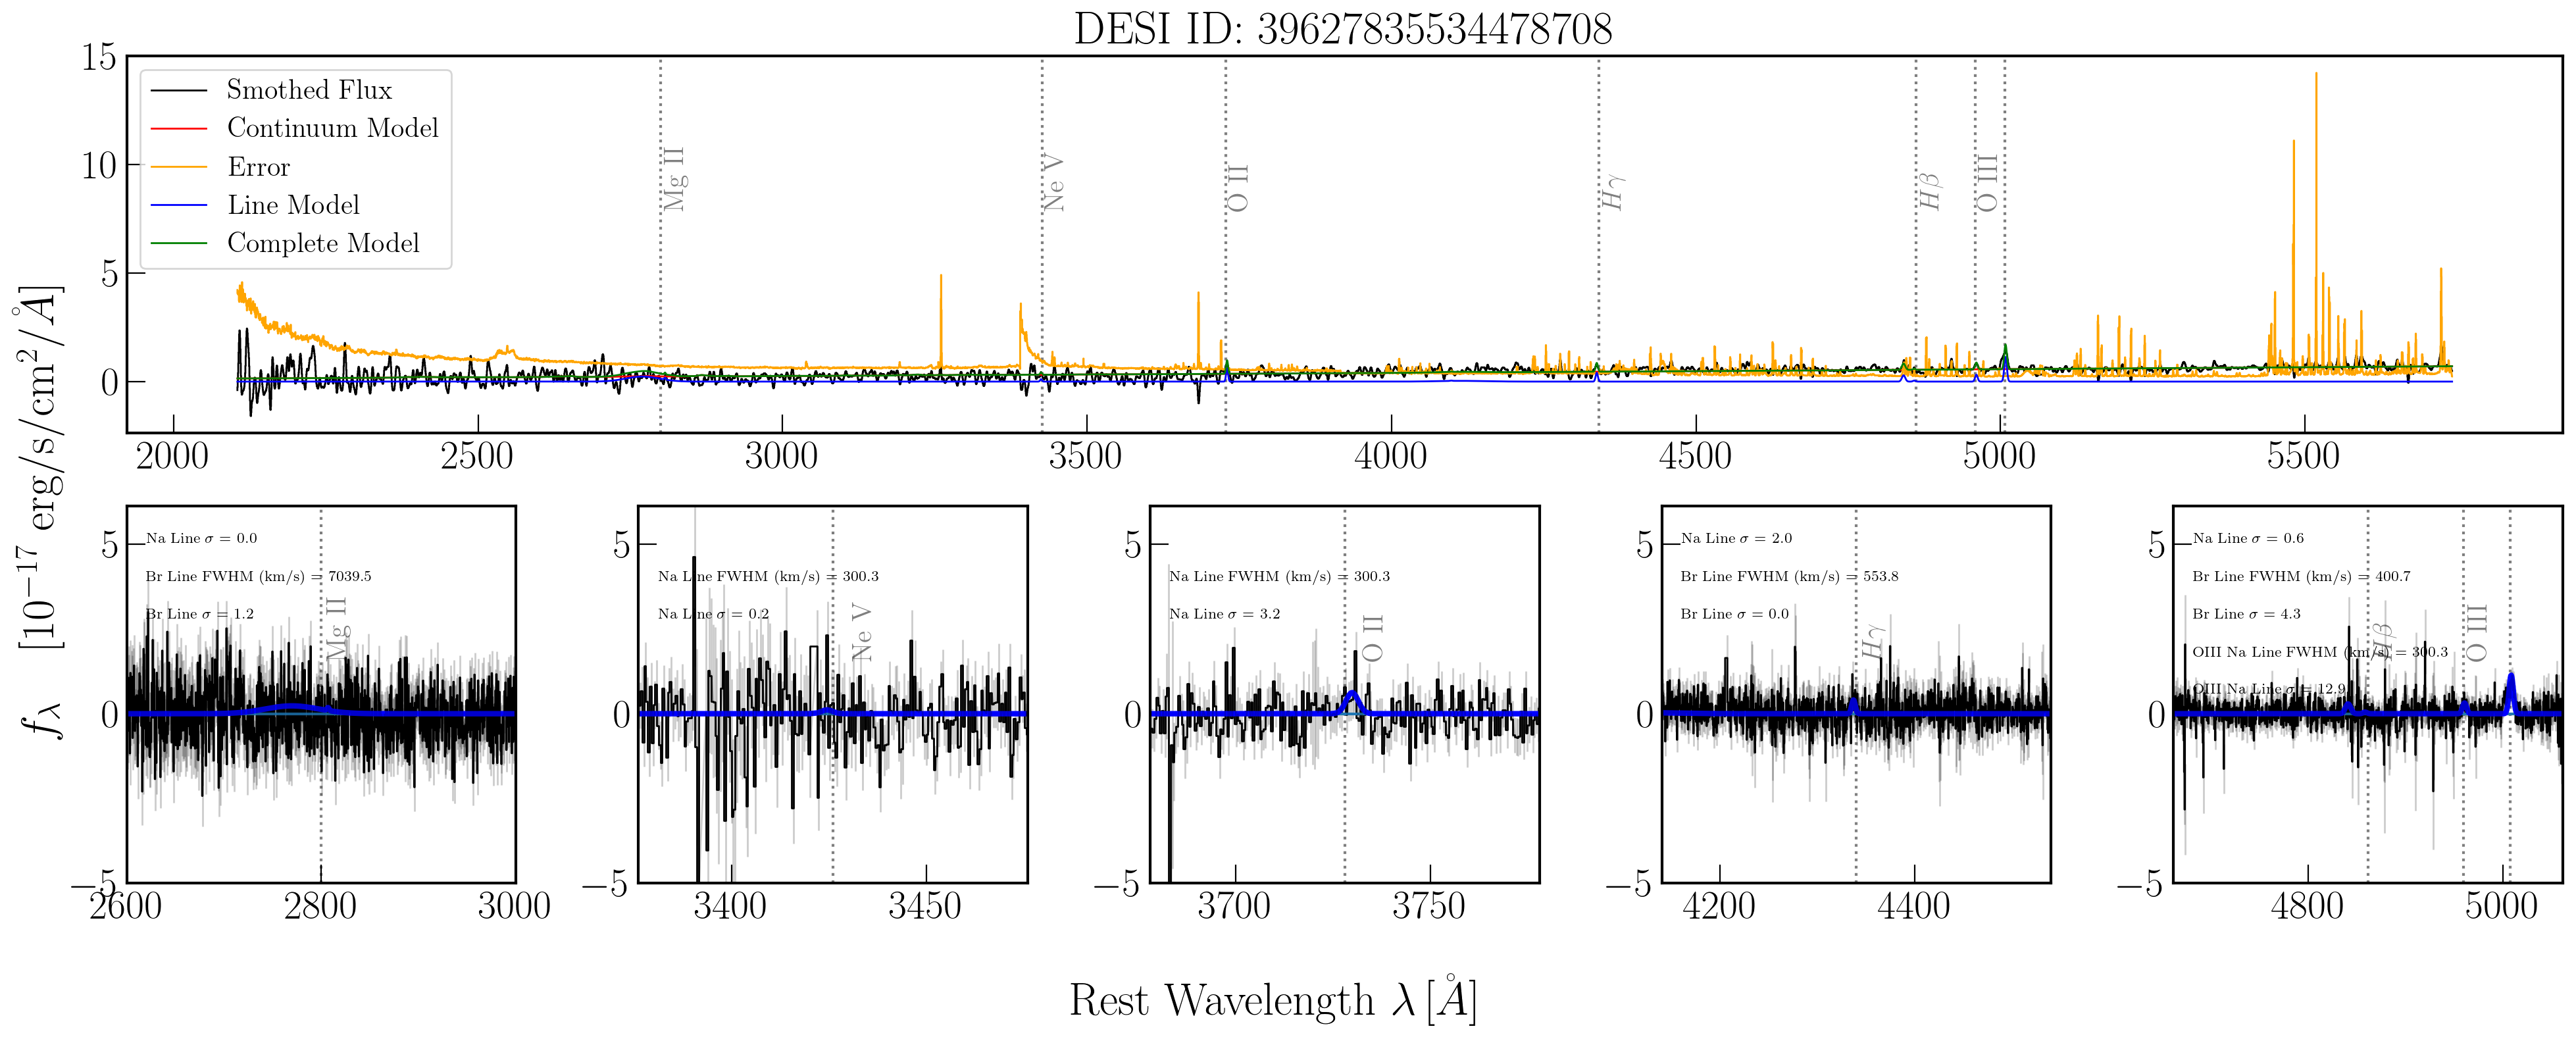 DESI ID: 39627835534478708
Smothed Flux
Continuum Model
Error
Line Model
Complete Model
Mg II
Ne V
O II
Hγ
Hβ
O III
15
10
5
0
2000 2500 3000 3500 4000 4500 5000 5500
f_λ [10^{-17} erg/s/cm²/Å]
Na Line σ = 0.0
Br Line FWHM (km/s) = 7039.5
Br Line σ = 1.2
Mg II
5
0
−5
2600 2800 3000
Na Line FWHM (km/s) = 300.3
Na Line σ = 0.2
Ne V
5
0
−5
3400 3450
Na Line FWHM (km/s) = 300.3
Na Line σ = 3.2
O II
5
0
−5
3700 3750
Na Line σ = 2.0
Br Line FWHM (km/s) = 553.8
Br Line σ = 0.0
Hγ
5
0
−5
4200 4400
Na Line σ = 0.6
Br Line FWHM (km/s) = 400.7
Br Line σ = 4.3
OIII Na Line FWHM (km/s) = 300.3
OIII Na Line σ = 12.9
Hβ
O III
5
0
−5
4800 5000
Rest Wavelength λ [Å]